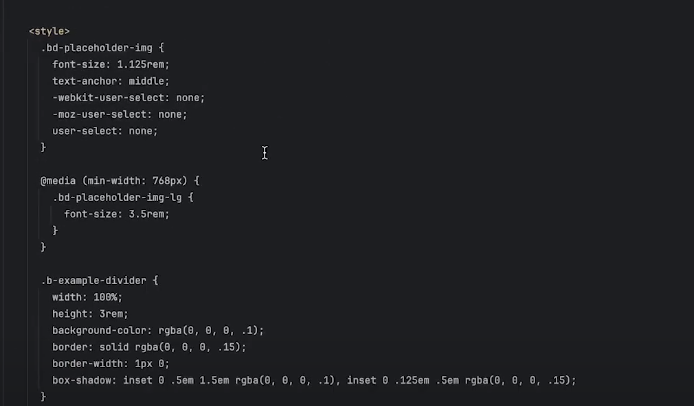 <style>
.bd-placeholder-img {
font-size: 1.125rem;
text-anchor: middle;
-webkit-user-select: none;
-moz-user-select: none;
user-select: none;
}
@media (min-width: 768px) {
.bd-placeholder-img-lg {
font-size: 3.5rem;
}
}
.b-example-divider {
width: 100%;
height: 3rem;
background-color: rgba(0, 0, 0, .1);
border: solid rgba(0, 0, 0, .15);
border-width: 1px 0;
box-shadow: inset 0 .5em 1.5em rgba(0, 0, 0, .1), inset 0 .125em .5em rgba(0, 0, 0, .15);
}